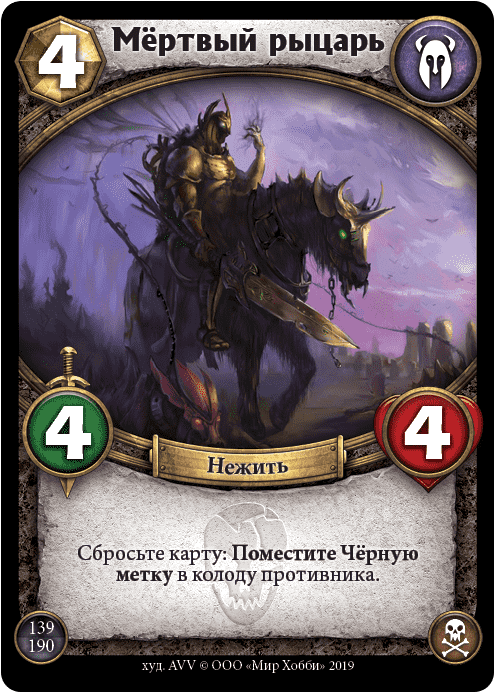 4
Мёртвый рыцарь
4
4
Нежить
Сбросьте карту: Поместите Чёрную
метку в колоду противника.
139
190
худ. AVV © ООО «Мир Хобби» 2019